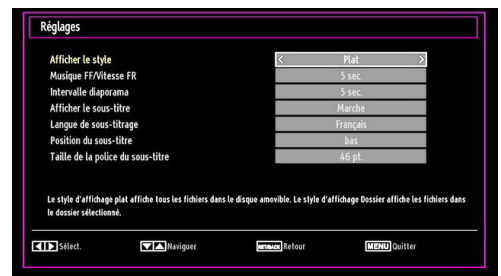 Réglages
Afficher le style < Plat >
Musique FF/Vitesse FR 5 sec.
Intervalle diaporama 5 sec.
Afficher le sous-titre Marche
Langue de sous-titrage Français
Position du sous-titre bas
Taille de la police du sous-titre 46 pt.
Le style d'affichage plat affiche tous les fichiers dans le disque amovible. Le style d'affichage Dossier affiche les fichiers dans
le dossier sélectionné.
Sélect. Naviguer RET/BACK Retour MENU Quitter